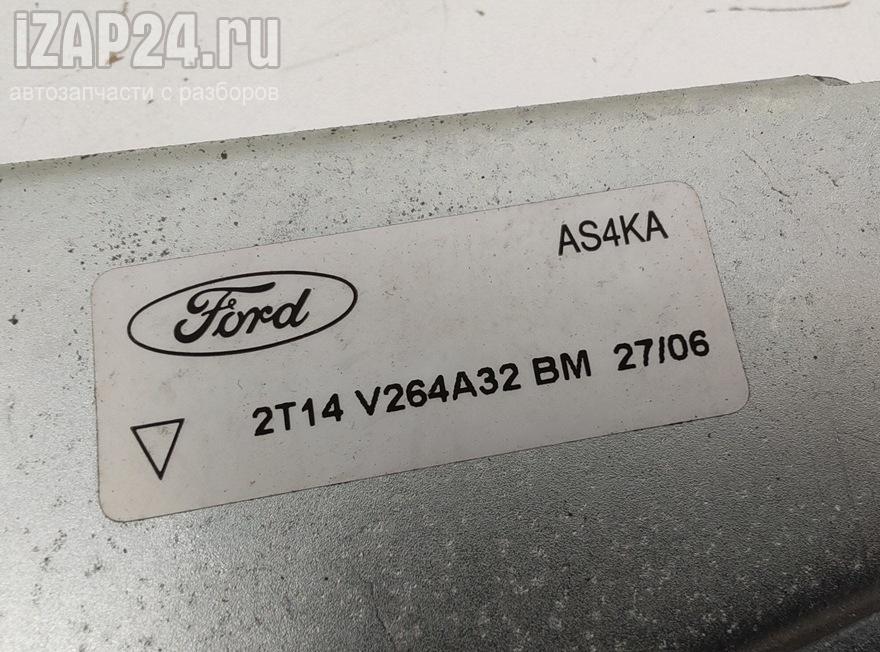 iZAP24.ru
автозапчасти с разборов
AS4KA
Ford
2T14 V264A32 BM 27/06